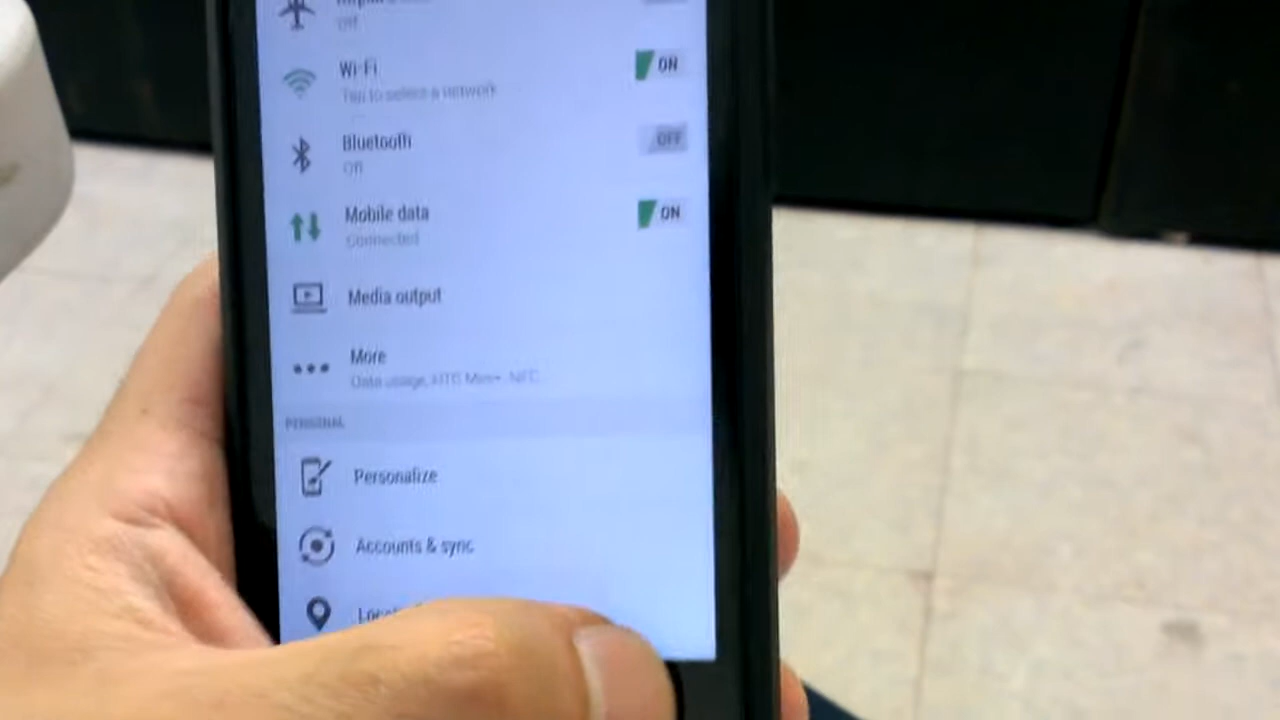 Off
Wi-Fi
ON
Tap to select a network
Bluetooth
OFF
Off
Mobile data
ON
Connected
Media output
More
Data usage, HTC Mini+, NFC
PERSONAL
Personalize
Accounts & sync